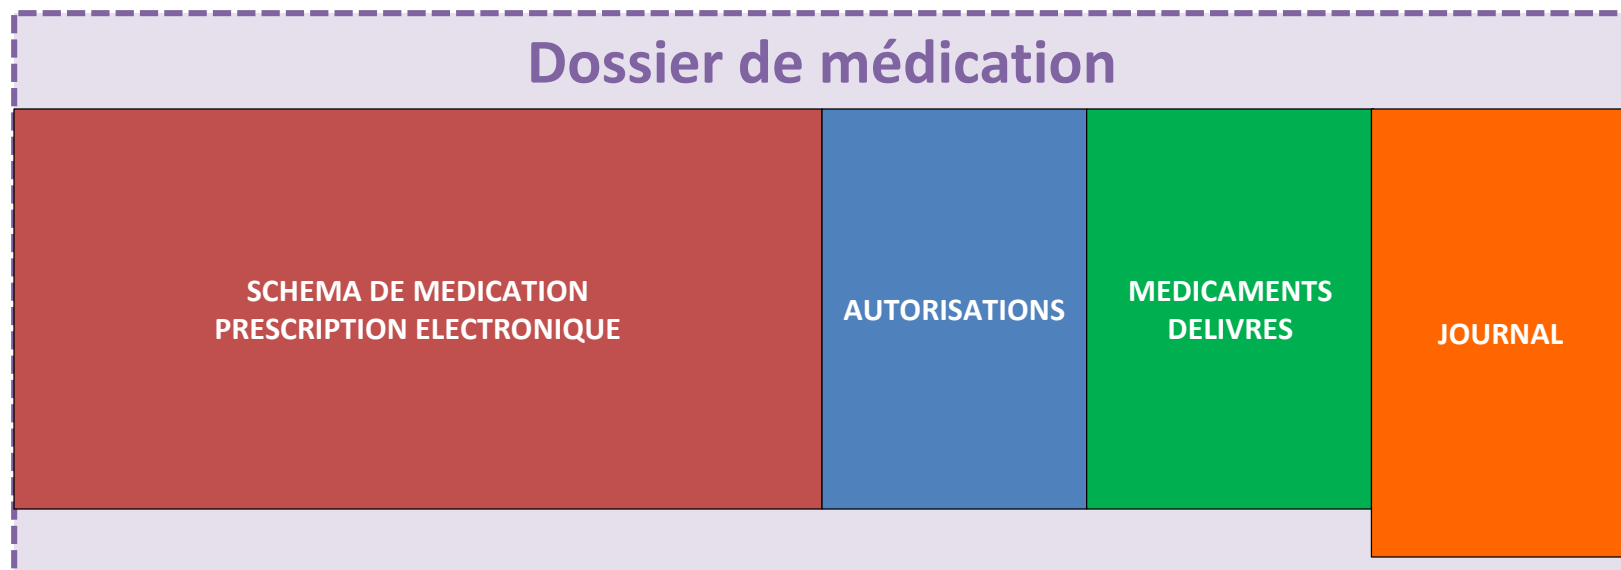 Dossier de médication
SCHEMA DE MEDICATION
PRESCRIPTION ELECTRONIQUE
AUTORISATIONS
MEDICAMENTS
DELIVRES
JOURNAL